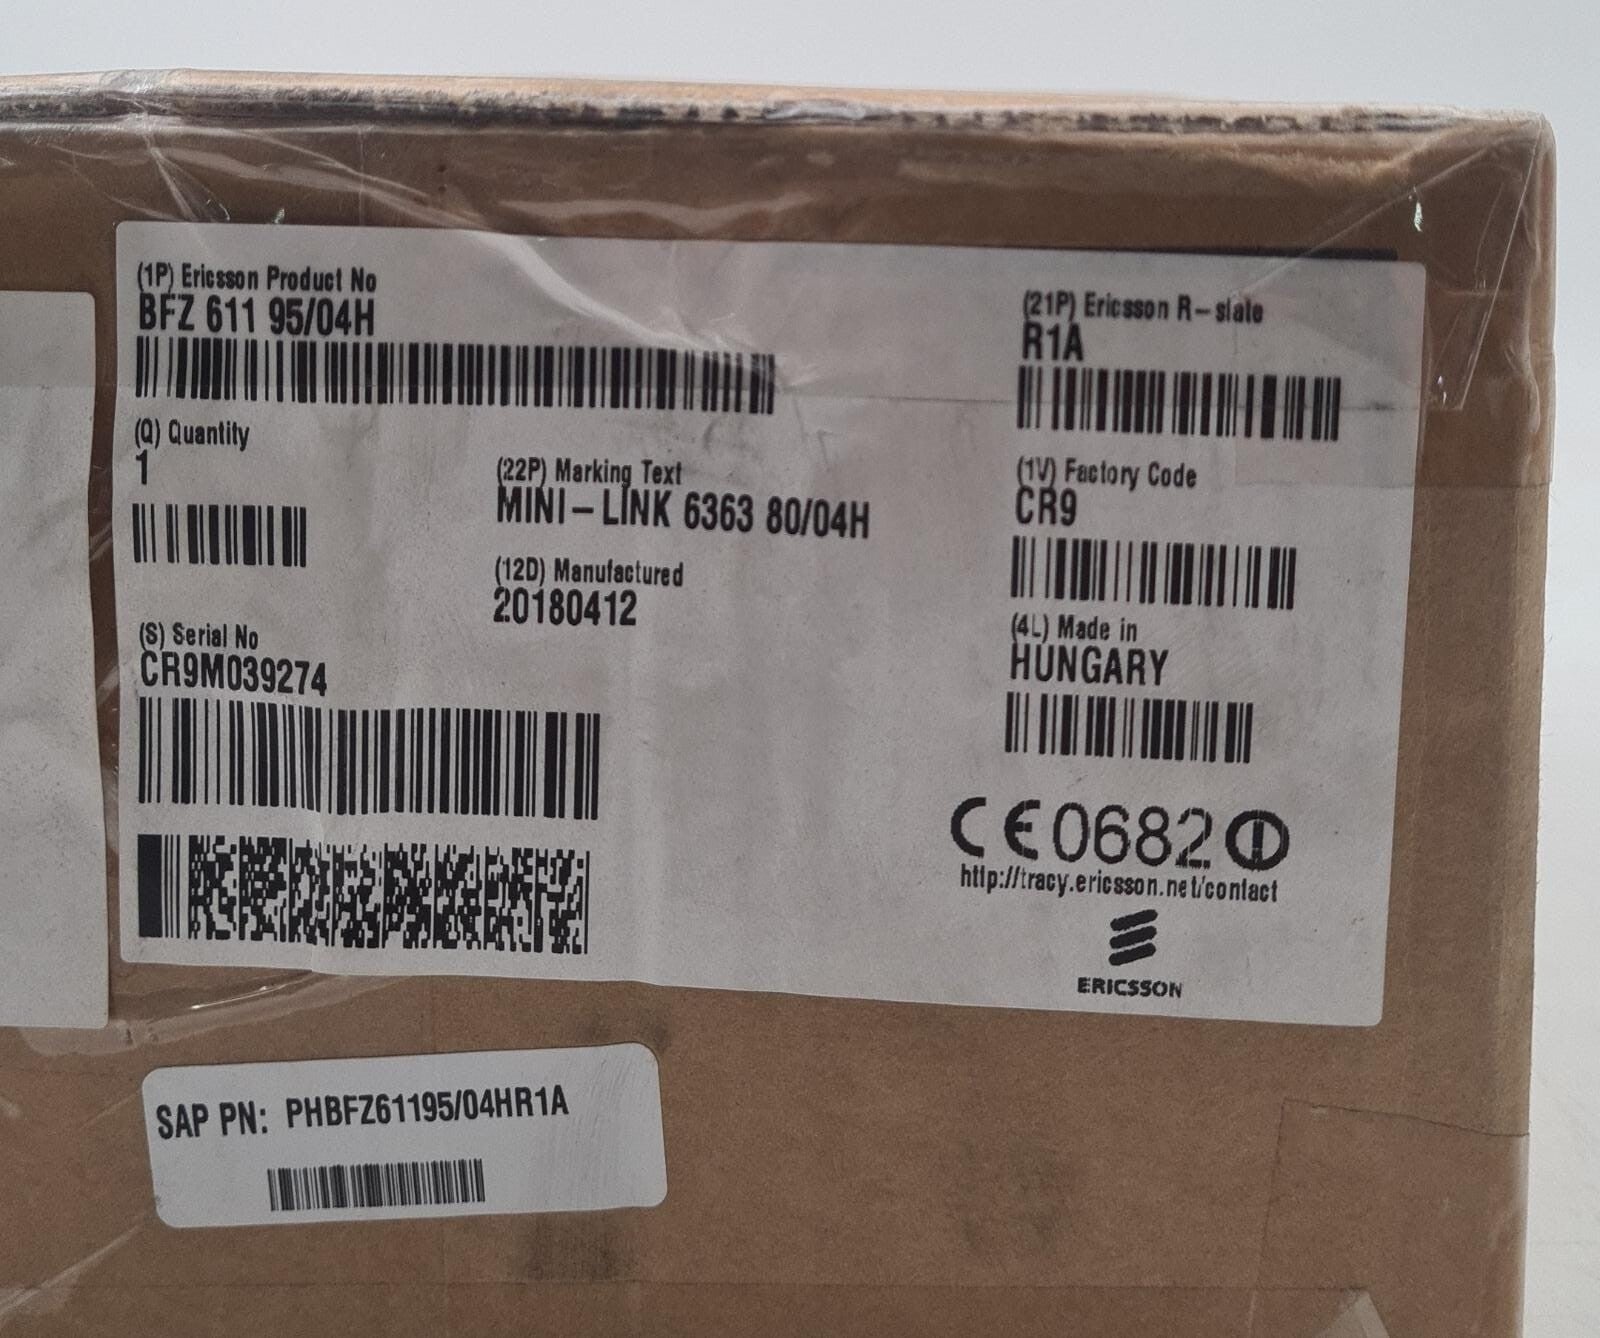 (1P) Ericsson Product No
BFZ 611 95/04H
(21P) Ericsson R-state
R1A
(Q) Quantity
1
(22P) Marking Text
MINI-LINK 6363 80/04H
(1V) Factory Code
CR9
(12D) Manufactured
20180412
(S) Serial No
CR9M039274
(4L) Made in
HUNGARY
CE0682
http://tracy.ericsson.net/contact
ERICSSON
SAP PN: PHBFZ61195/04HR1A